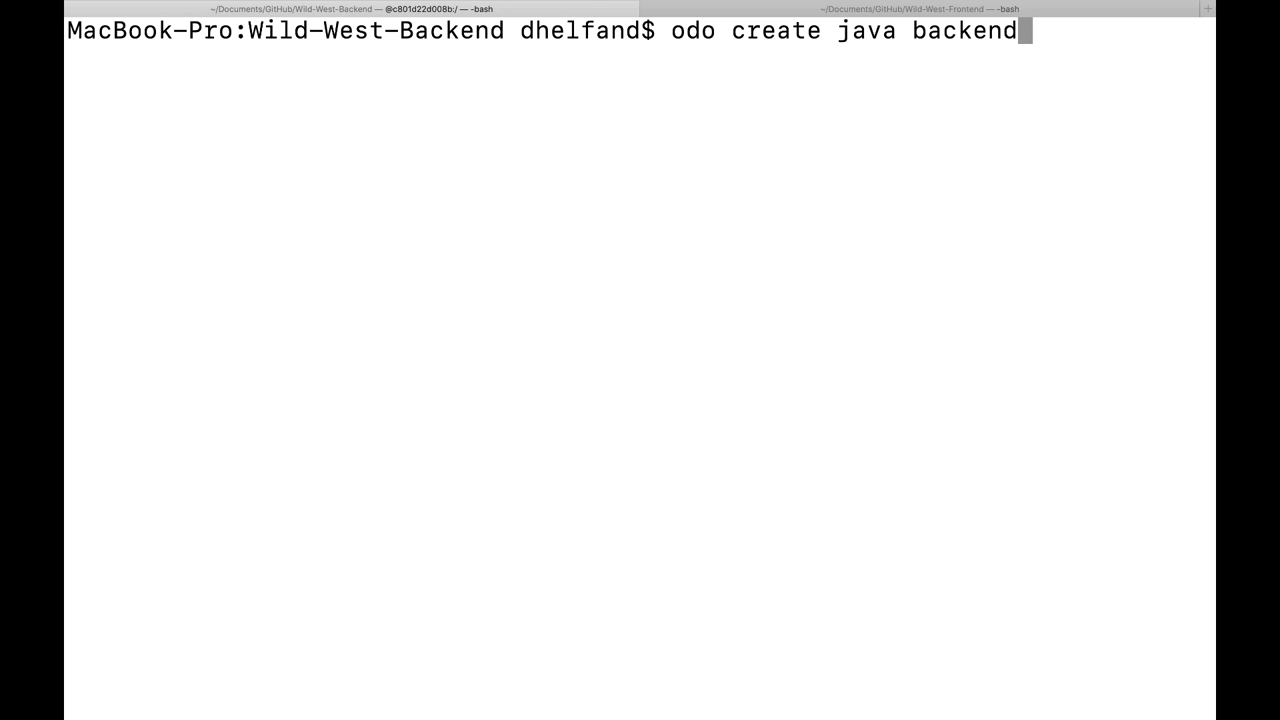 ~/Documents/GitHub/Wild-West-Backend — @c801d22d008b:/ — -bash
~/Documents/GitHub/Wild-West-Frontend — -bash
+
MacBook-Pro:Wild-West-Backend dhelfand$ odo create java backend